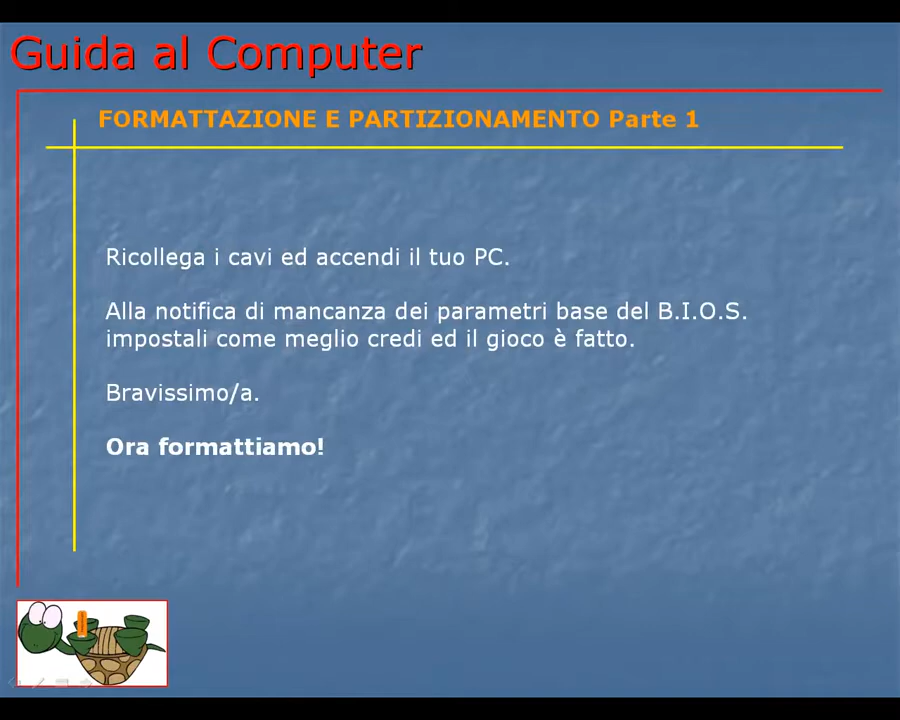 Guida al Computer
FORMATTAZIONE E PARTIZIONAMENTO Parte 1
Ricollega i cavi ed accendi il tuo PC.
Alla notifica di mancanza dei parametri base del B.I.O.S.
impostali come meglio credi ed il gioco è fatto.
Bravissimo/a.
Ora formattiamo!